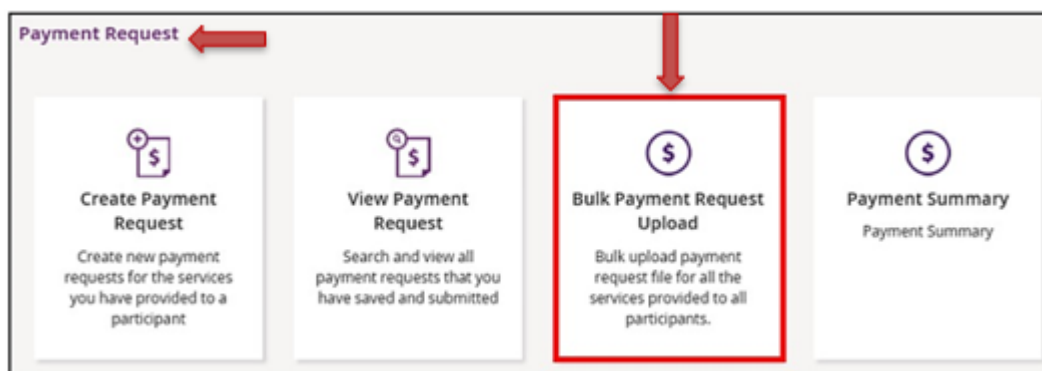 Payment Request
Create Payment
Request
Create new payment
requests for the services
you have provided to a
participant
View Payment
Request
Search and view all
payment requests that you
have saved and submitted
Bulk Payment Request
Upload
Bulk upload payment
request file for all the
services provided to all
participants.
Payment Summary
Payment Summary